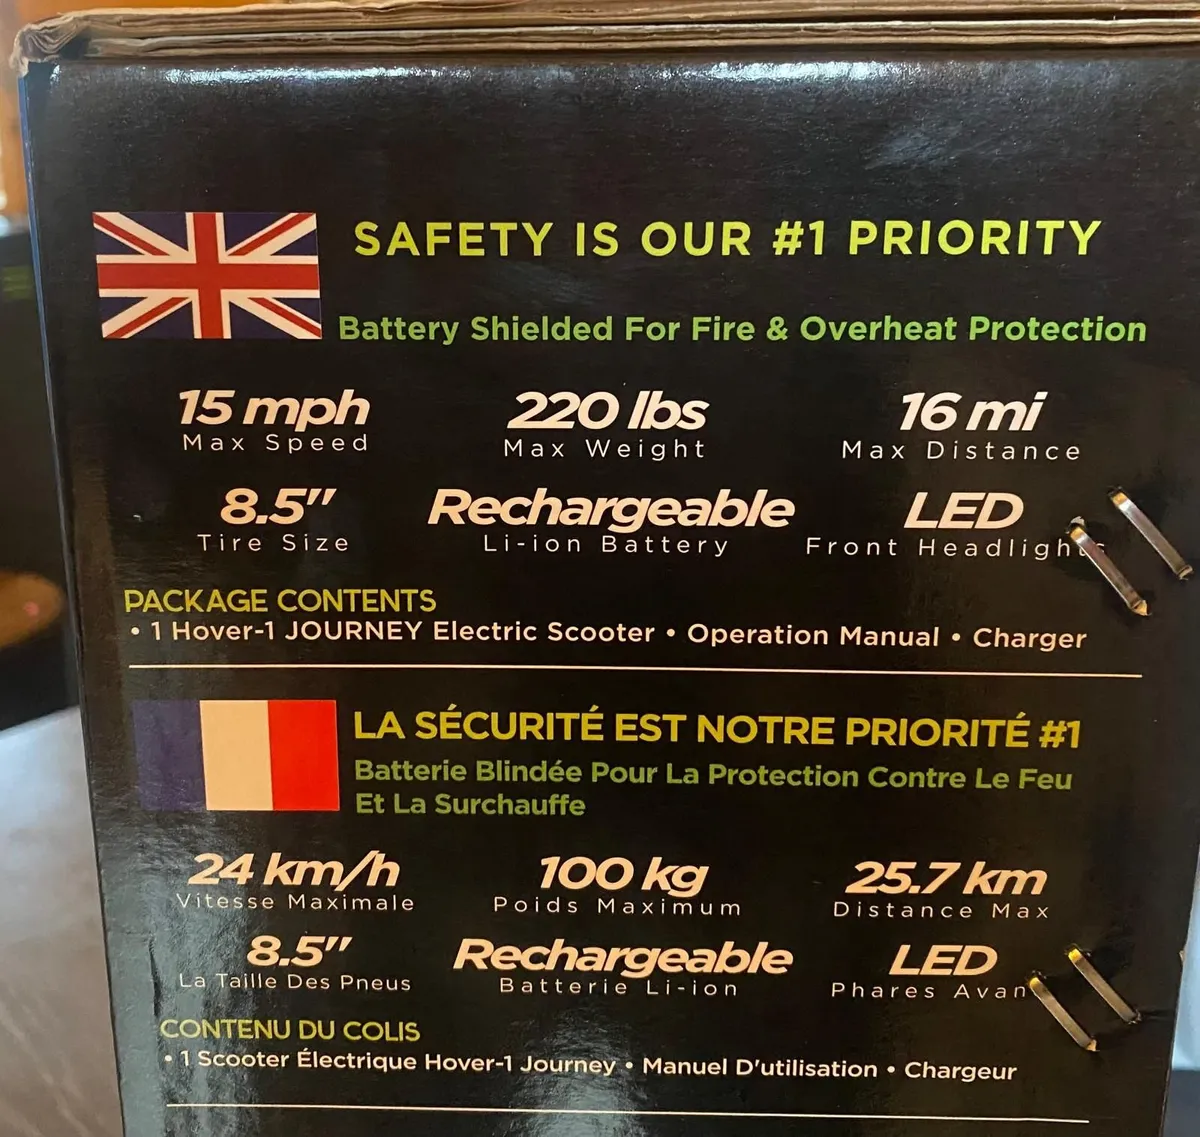 SAFETY IS OUR #1 PRIORITY
Battery Shielded For Fire & Overheat Protection
15 mph 220 lbs 16 mi
Max Speed Max Weight Max Distance
8.5" Rechargeable LED
Tire Size Li-ion Battery Front Headlights
PACKAGE CONTENTS
• 1 Hover-1 JOURNEY Electric Scooter • Operation Manual • Charger
LA SÉCURITÉ EST NOTRE PRIORITÉ #1
Batterie Blindée Pour La Protection Contre Le Feu
Et La Surchauffe
24 km/h 100 kg 25.7 km
Vitesse Maximale Poids Maximum Distance Max
8.5" Rechargeable LED
La Taille Des Pneus Batterie Li-ion Phares Avan
CONTENU DU COLIS
• 1 Scooter Électrique Hover-1 Journey • Manuel D'utilisation • Chargeur